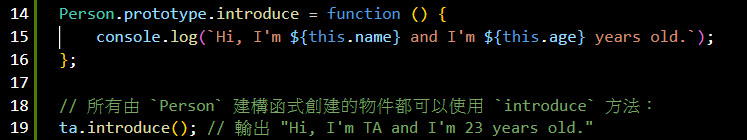 14 Person.prototype.introduce = function () {
15     console.log(`Hi, I'm ${this.name} and I'm ${this.age} years old.`);
16 };
17
18 // 所有由 `Person` 建構函式創建的物件都可以使用 `introduce` 方法：
19 ta.introduce(); // 輸出 "Hi, I'm TA and I'm 23 years old."